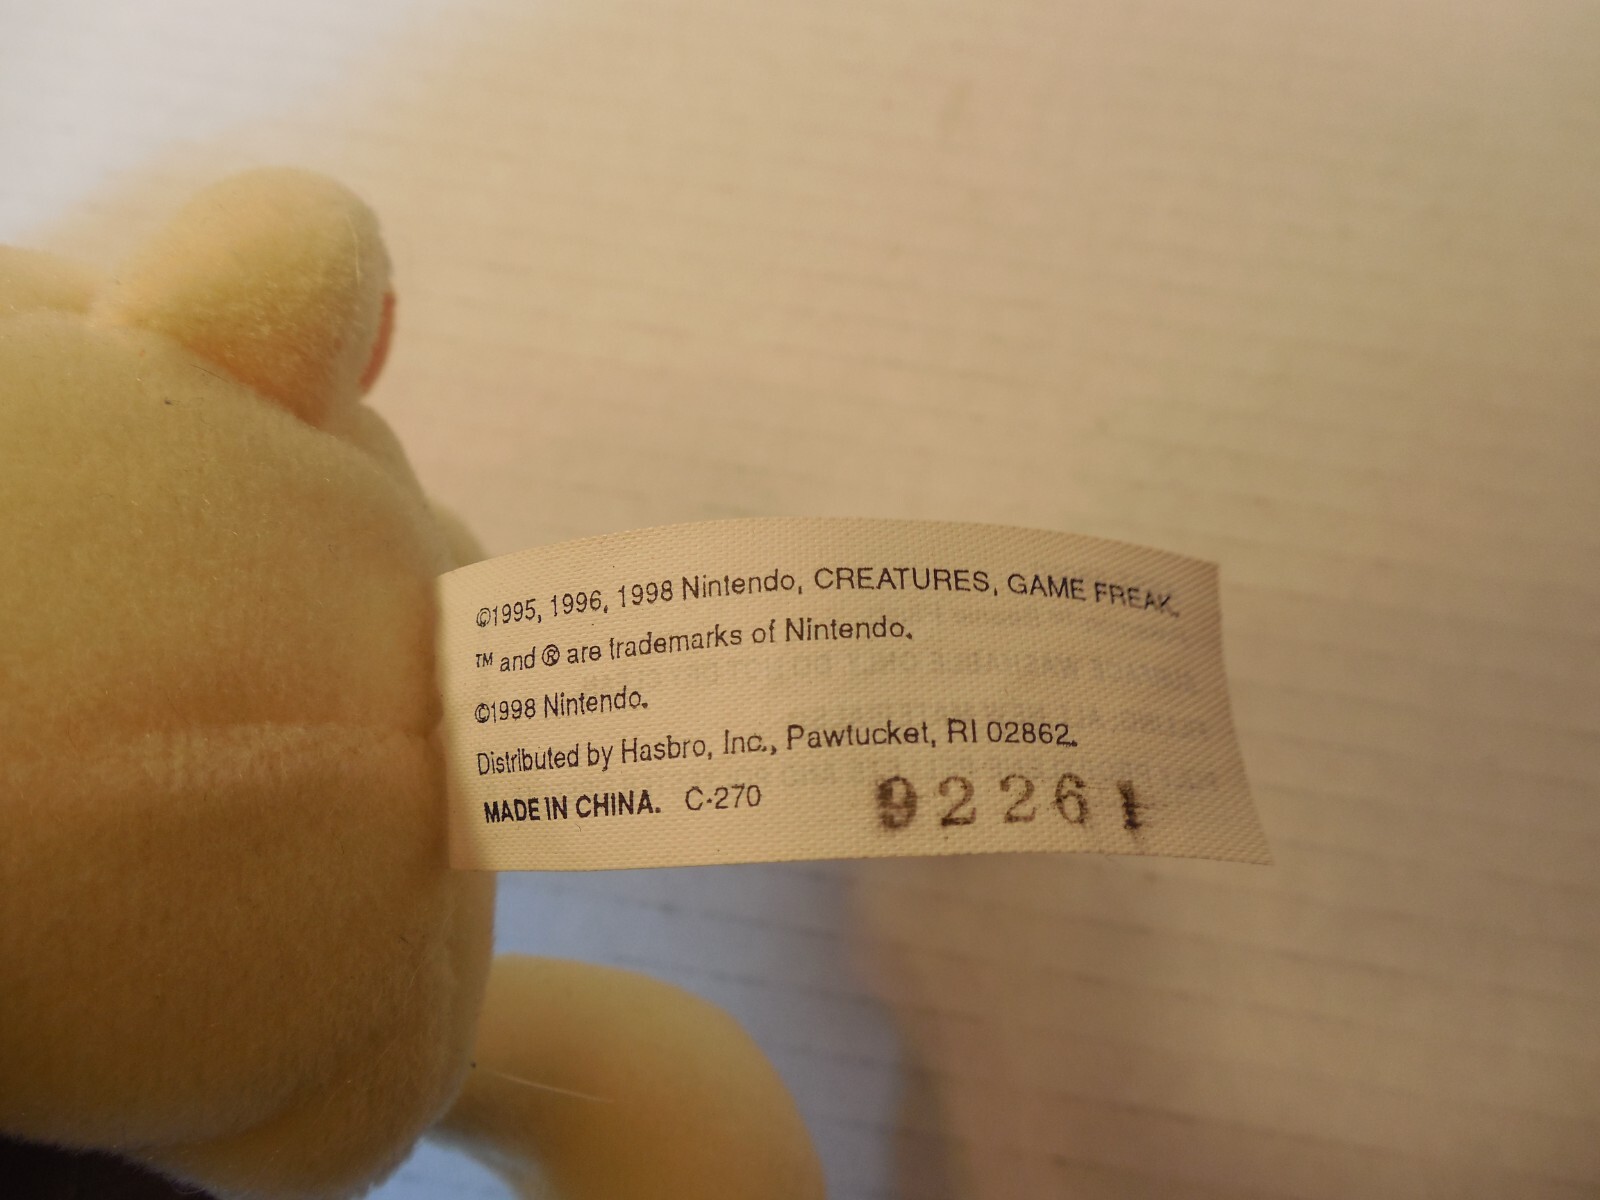 ©1995, 1996, 1998 Nintendo, CREATURES, GAME FREAK.
™ and ® are trademarks of Nintendo.
©1998 Nintendo.
Distributed by Hasbro, Inc., Pawtucket, RI 02862.
MADE IN CHINA. C-270 92261